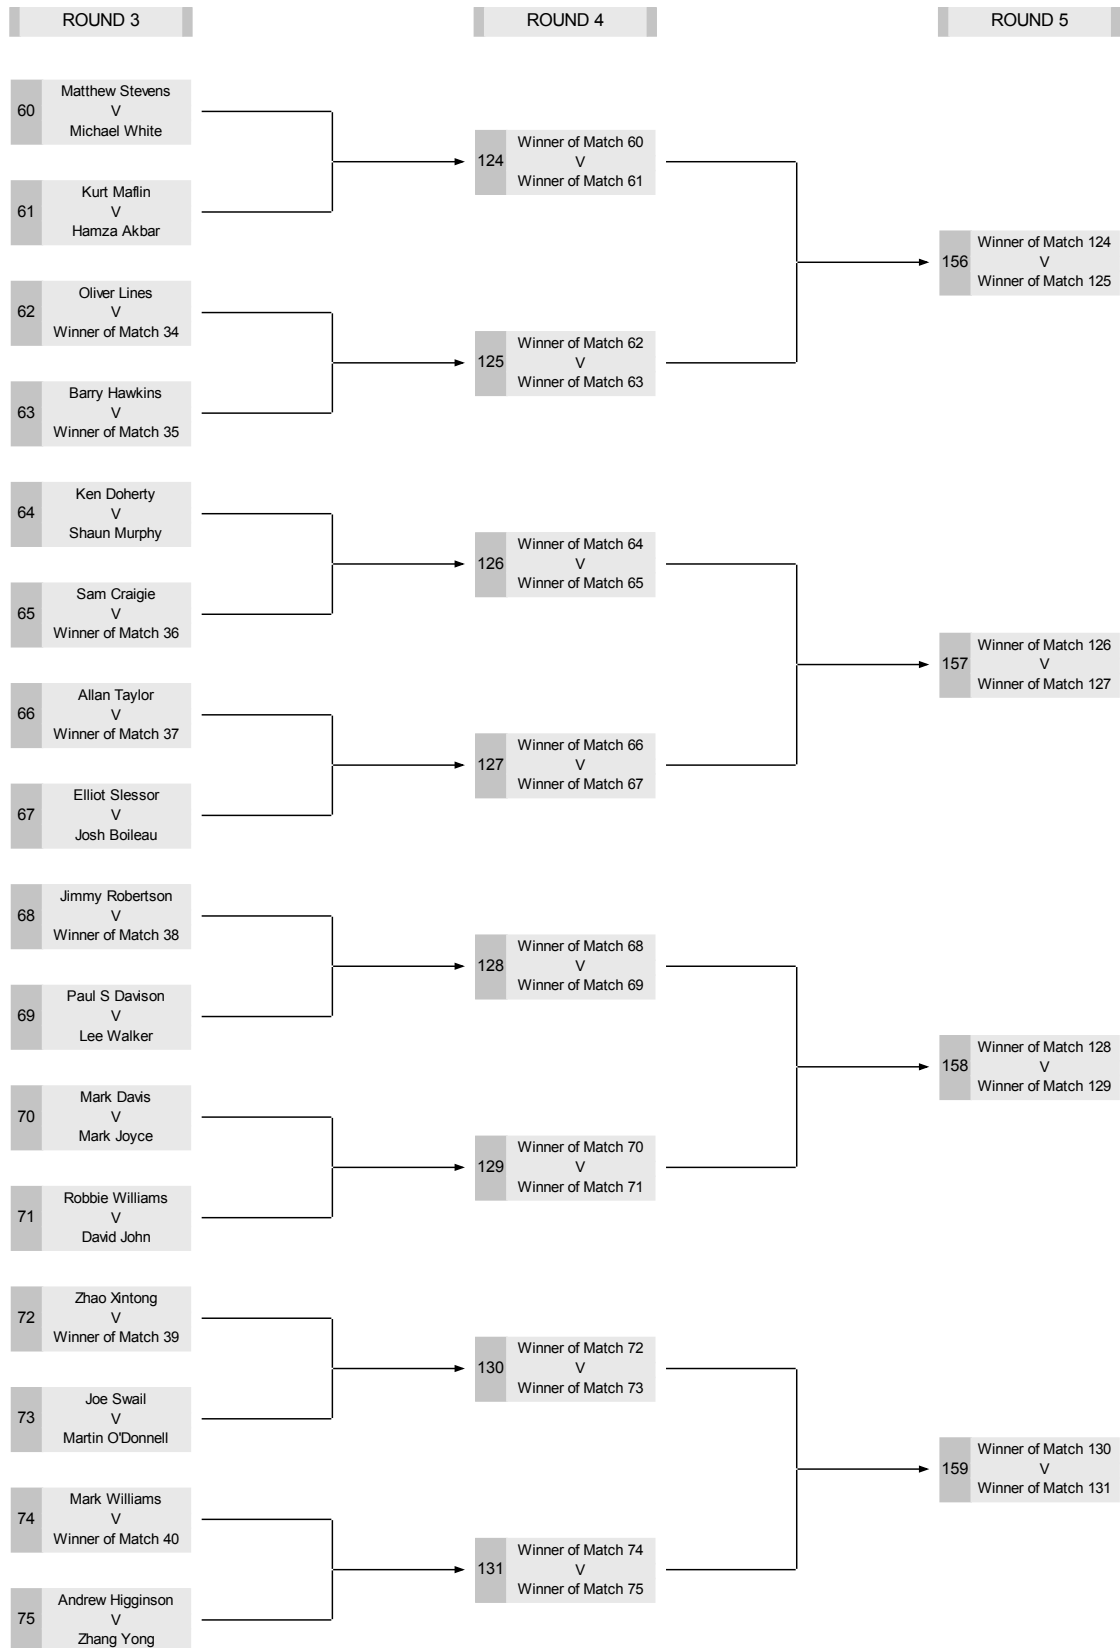 ROUND 3
ROUND 4
ROUND 5
60
Matthew Stevens
V
Michael White
61
Kurt Maflin
V
Hamza Akbar
62
Oliver Lines
V
Winner of Match 34
63
Barry Hawkins
V
Winner of Match 35
64
Ken Doherty
V
Shaun Murphy
65
Sam Craigie
V
Winner of Match 36
66
Allan Taylor
V
Winner of Match 37
67
Elliot Slessor
V
Josh Boileau
68
Jimmy Robertson
V
Winner of Match 38
69
Paul S Davison
V
Lee Walker
70
Mark Davis
V
Mark Joyce
71
Robbie Williams
V
David John
72
Zhao Xintong
V
Winner of Match 39
73
Joe Swail
V
Martin O'Donnell
74
Mark Williams
V
Winner of Match 40
75
Andrew Higginson
V
Zhang Yong
124
Winner of Match 60
V
Winner of Match 61
125
Winner of Match 62
V
Winner of Match 63
126
Winner of Match 64
V
Winner of Match 65
127
Winner of Match 66
V
Winner of Match 67
128
Winner of Match 68
V
Winner of Match 69
129
Winner of Match 70
V
Winner of Match 71
130
Winner of Match 72
V
Winner of Match 73
131
Winner of Match 74
V
Winner of Match 75
156
Winner of Match 124
V
Winner of Match 125
157
Winner of Match 126
V
Winner of Match 127
158
Winner of Match 128
V
Winner of Match 129
159
Winner of Match 130
V
Winner of Match 131